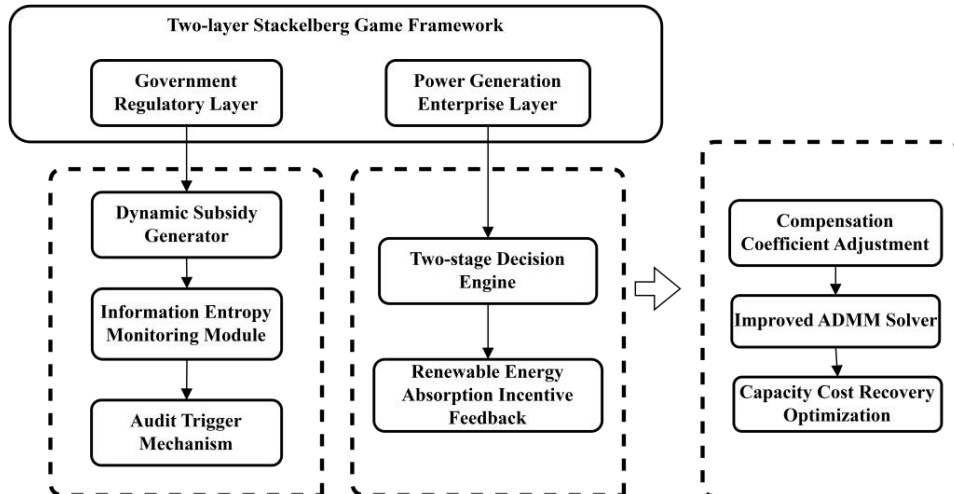 Two-layer Stackelberg Game Framework
Government
Regulatory Layer
Power Generation
Enterprise Layer
Dynamic Subsidy
Generator
Information Entropy
Monitoring Module
Audit Trigger
Mechanism
Two-stage Decision
Engine
Renewable Energy
Absorption Incentive
Feedback
Compensation
Coefficient Adjustment
Improved ADMM Solver
Capacity Cost Recovery
Optimization